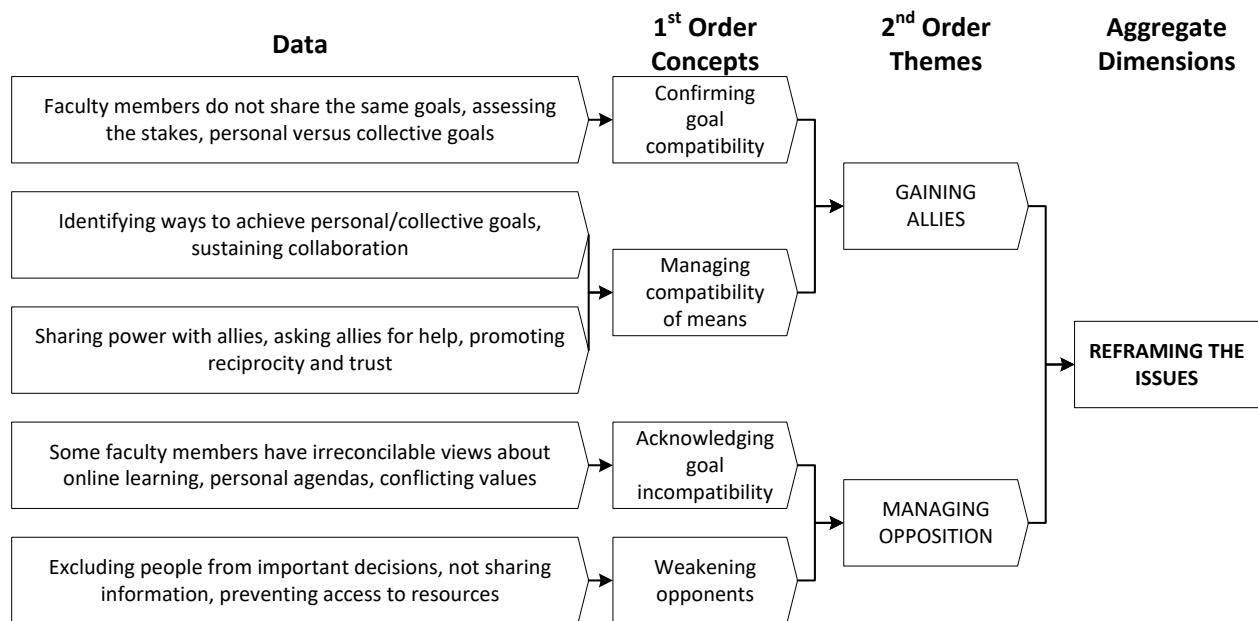 Data
1st Order
Concepts
2nd Order
Themes
Aggregate
Dimensions
Faculty members do not share the same goals, assessing
the stakes, personal versus collective goals
Confirming
goal
compatibility
Identifying ways to achieve personal/collective goals,
sustaining collaboration
Sharing power with allies, asking allies for help, promoting
reciprocity and trust
Managing
compatibility
of means
GAINING
ALLIES
Some faculty members have irreconcilable views about
online learning, personal agendas, conflicting values
Acknowledging
goal
incompatibility
Excluding people from important decisions, not sharing
information, preventing access to resources
Weakening
opponents
MANAGING
OPPOSITION
REFRAMING THE
ISSUES